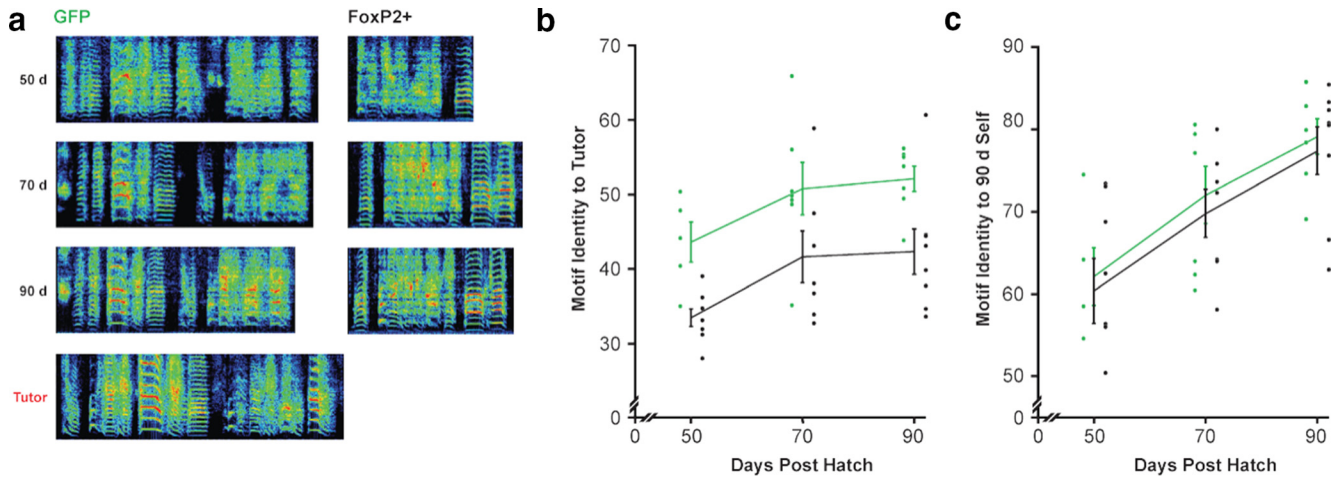 a
GFP
FoxP2+
50 d
70 d
90 d
Tutor
b
Motif Identity to Tutor
70
60
50
40
30
0
0
50
70
90
Days Post Hatch
c
Motif Identity to 90 d Self
90
80
70
60
50
0
0
50
70
90
Days Post Hatch